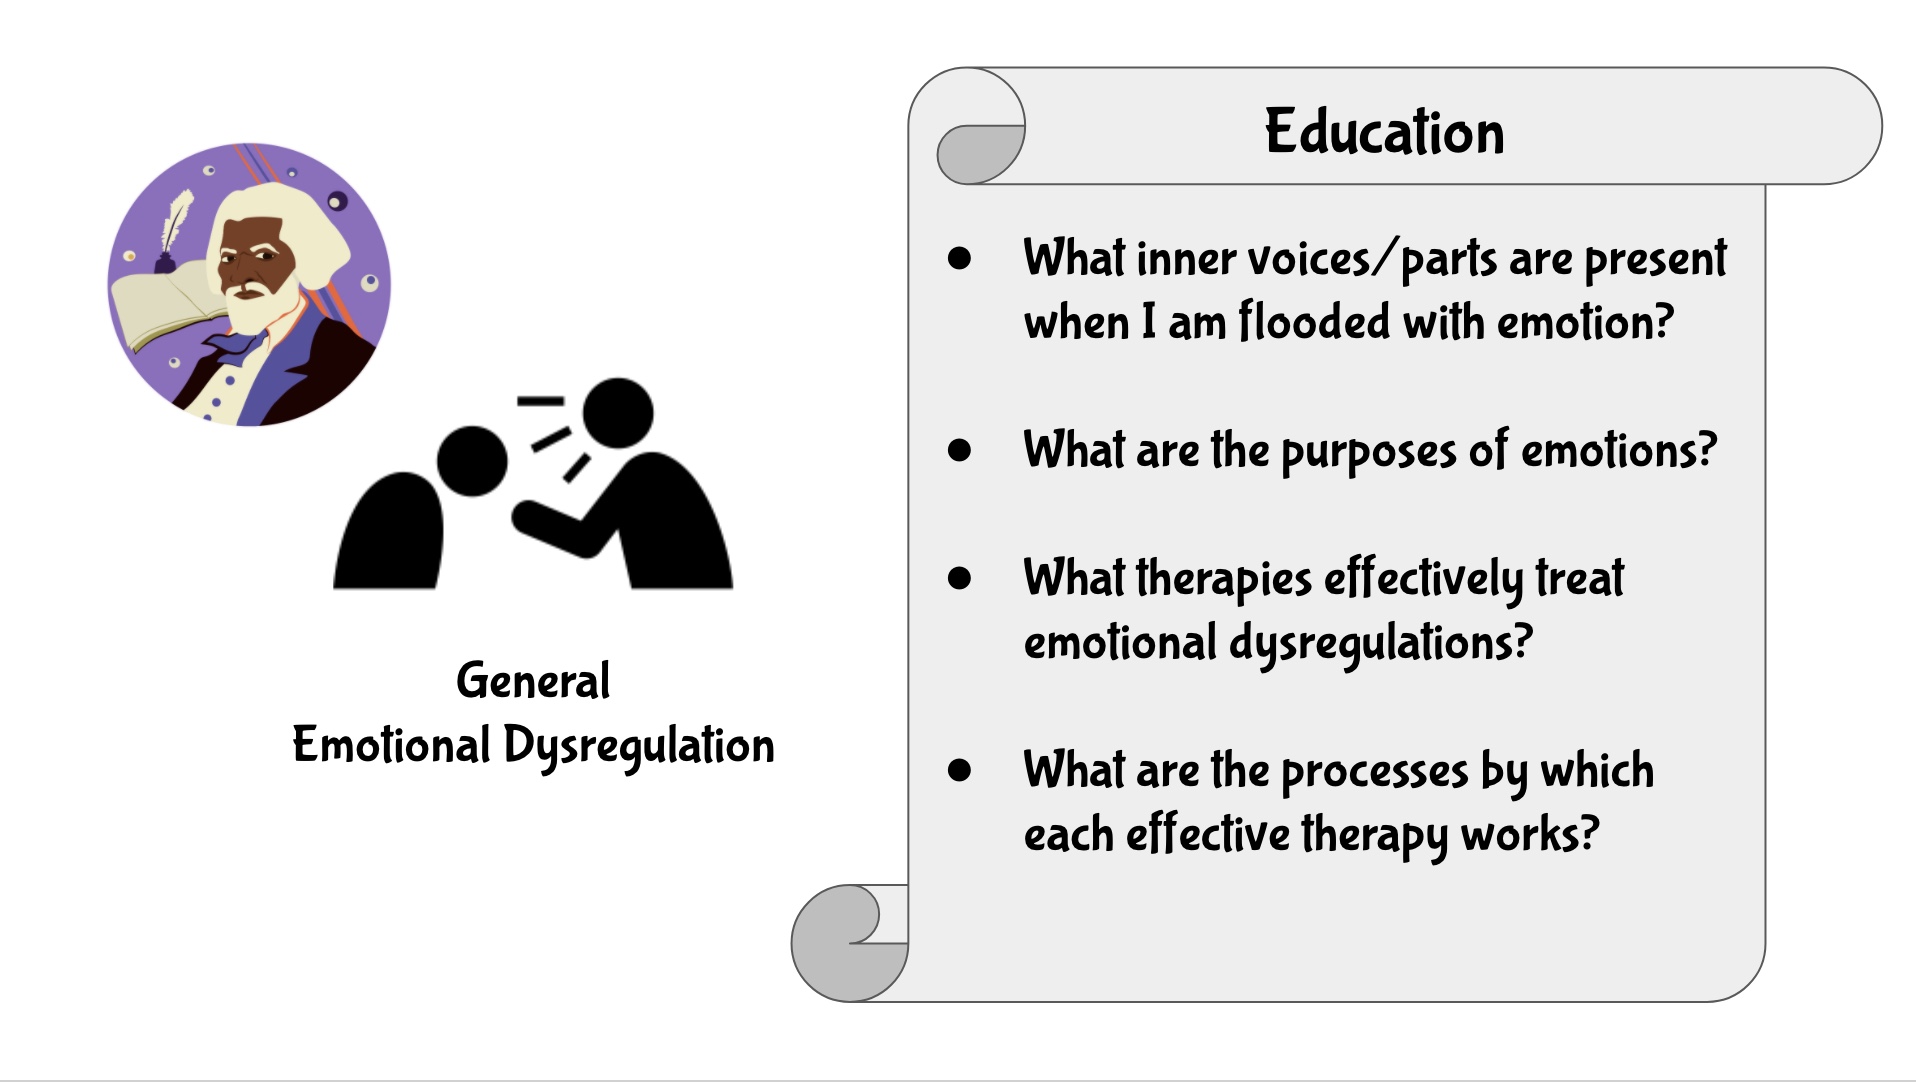 Education
● What inner voices/parts are present
when I am flooded with emotion?
● What are the purposes of emotions?
● What therapies effectively treat
emotional dysregulations?
● What are the processes by which
each effective therapy works?
General
Emotional Dysregulation